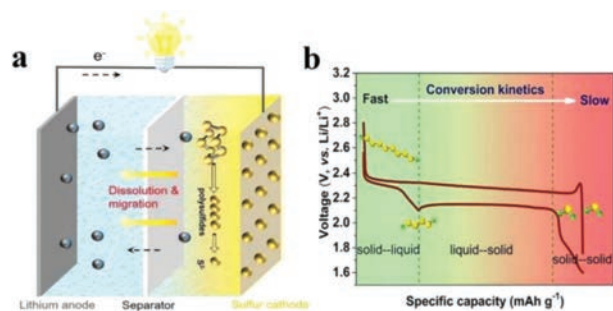 a
e-
Dissolution &
migration
polysulfides
S²⁻
Lithium anode
Separator
Sulfur cathode
b
Voltage (V, vs. Li/Li⁺)
3.2
3.0
2.8
2.6
2.4
2.2
2.0
1.8
1.6
Conversion kinetics
Fast
Slow
solid--liquid
liquid--solid
solid--solid
Specific capacity (mAh g⁻¹)